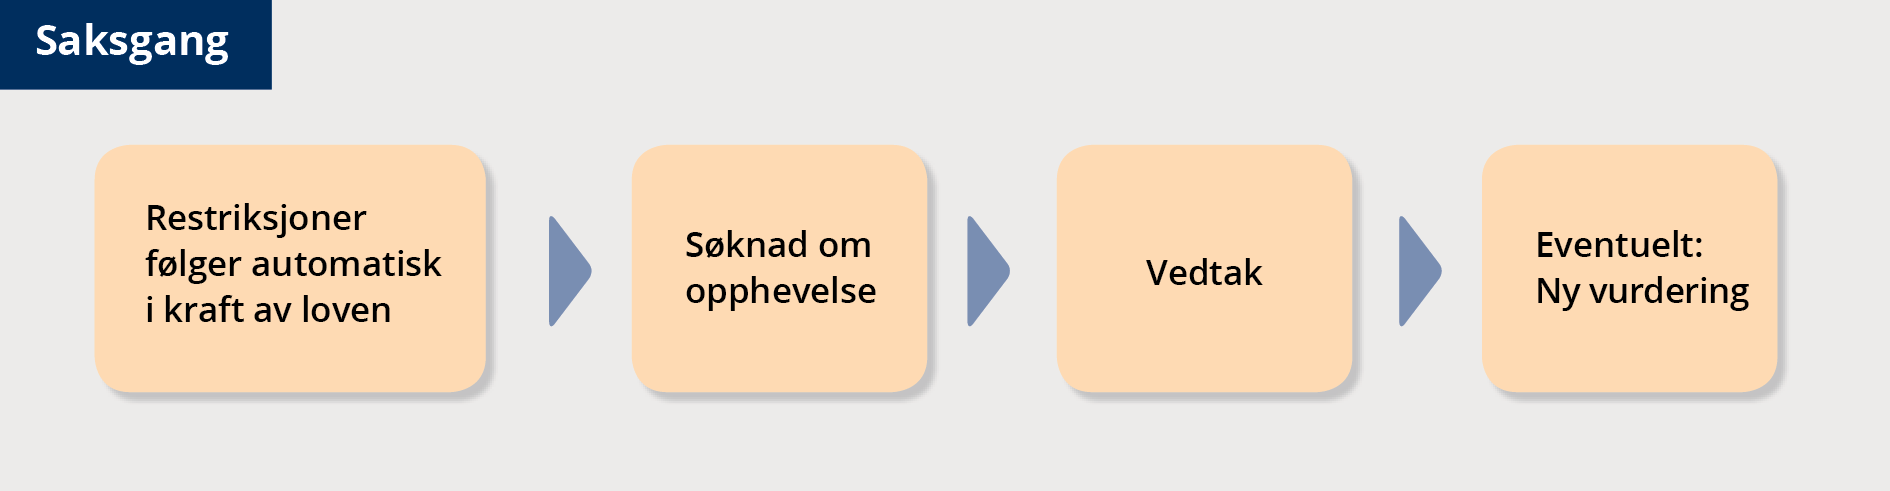 Saksgang
Restriksjoner
følger automatisk
i kraft av loven
Søknad om
opphevelse
Vedtak
Eventuelt:
Ny vurdering